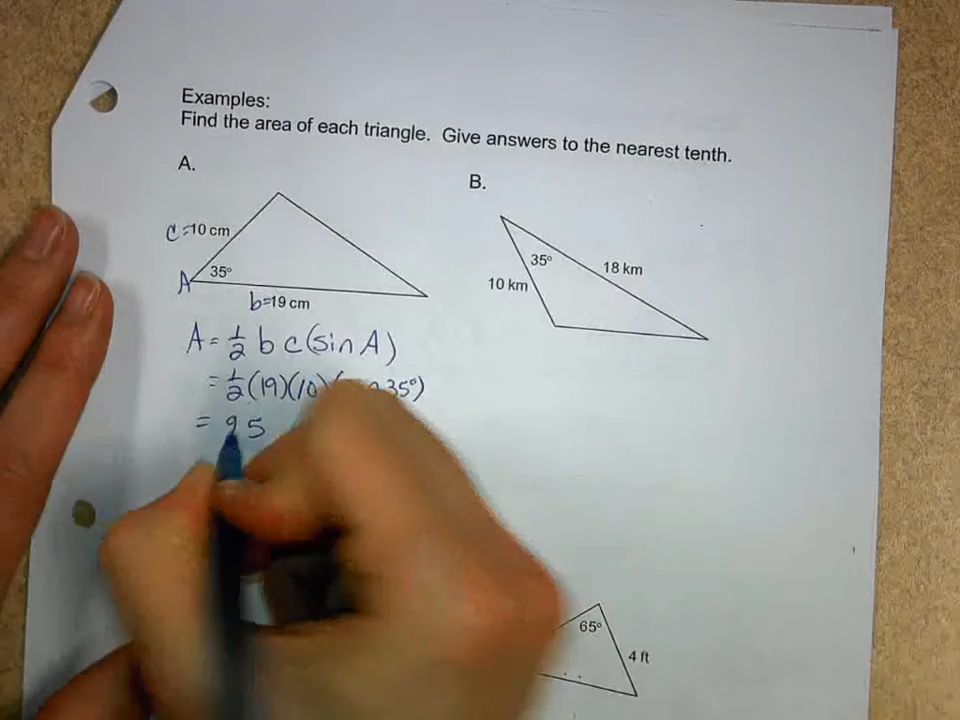 Examples:
Find the area of each triangle. Give answers to the nearest tenth.
A.
B.
C=10 cm
35°
A
b=19 cm
35°
18 km
10 km
A = 1/2 b c (sin A)
= 1/2 (19)(10)( 35°)
= 95
65°
4 ft